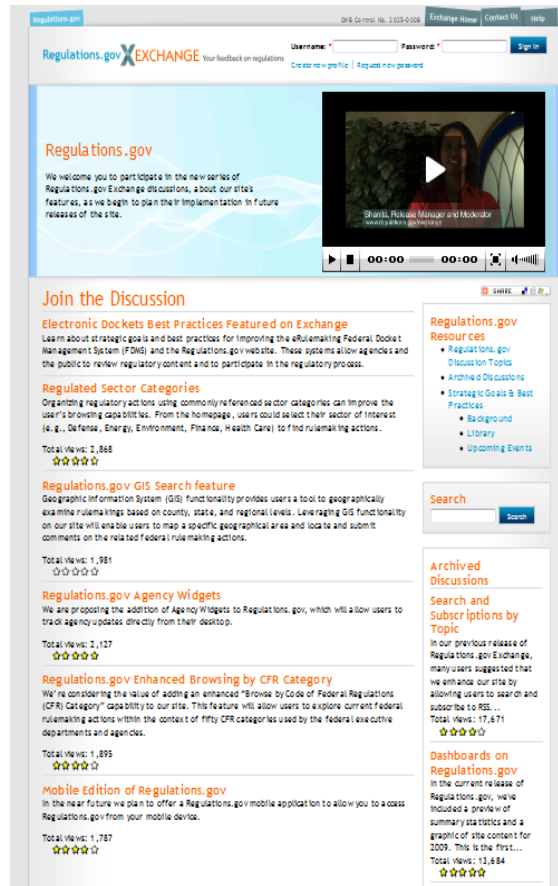 Regulations.gov
OMB Control No. 2025-0008
Exchange Home
Contact Us
Help
Regulations.gov X EXCHANGE Your feedback on regulations
Username: * Password: * Sign In
Create new profile | Request new password
Regulations.gov
We welcome you to participate in the new series of
Regulations.gov Exchange discussions, about our site's
features, as we begin to plan their implementation in future
releases of the site.
Shanita, Release Manager and Moderator
www.regulations.gov/exchange
00:00 00:00
SHARE
Join the Discussion
Electronic Dockets Best Practices Featured on Exchange
Learn about strategic goals and best practices for improving the eRulemaking Federal Docket
Management System (FDMS) and the Regulations.gov website. These systems allow agencies and
the public to review regulatory content and to participate in the regulatory process.
Regulated Sector Categories
Organizing regulatory actions using commonly referenced sector categories can improve the
user's browsing capabilities. From the homepage, users could select their sector of interest
(e.g., Defense, Energy, Environment, Finance, Health Care) to find rulemaking actions.
Total views: 2,868
Regulations.gov GIS Search feature
Geographic Information System (GIS) functionality provides users a tool to geographically
examine rulemakings based on county, state, and regional levels. Leveraging GIS functionality
on our site will enable users to map a specific geographical area and locate and submit
comments on the related federal rulemaking actions.
Total views: 1,981
Regulations.gov Agency Widgets
We are proposing the addition of Agency Widgets to Regulations.gov, which will allow users to
track agency updates directly from their desktop.
Total views: 2,127
Regulations.gov Enhanced Browsing by CFR Category
We're considering the value of adding an enhanced "Browse by Code of Federal Regulations
(CFR) Category" capability to our site. This feature will allow users to explore current federal
rulemaking actions within the context of fifty CFR categories used by the federal executive
departments and agencies.
Total views: 1,895
Mobile Edition of Regulations.gov
In the near future we plan to offer a Regulations.gov mobile application to allow you to access
Regulations.gov from your mobile device.
Total views: 1,787
Regulations.gov
Resources
Regulations.gov
Discussion Topics
Archived Discussions
Strategic Goals & Best
Practices
Background
Library
Upcoming Events
Search
Search
Archived
Discussions
Search and
Subscriptions by
Topic
In our previous release of
Regulations.gov Exchange,
many users suggested that
we enhance our site by
allowing users to search and
subscribe to RSS...
Total views: 17,671
Dashboards on
Regulations.gov
In the current release of
Regulations.gov, we've
included a preview of
summary statistics and a
graphic of site content for
2009. This is the first...
Total views: 13,684